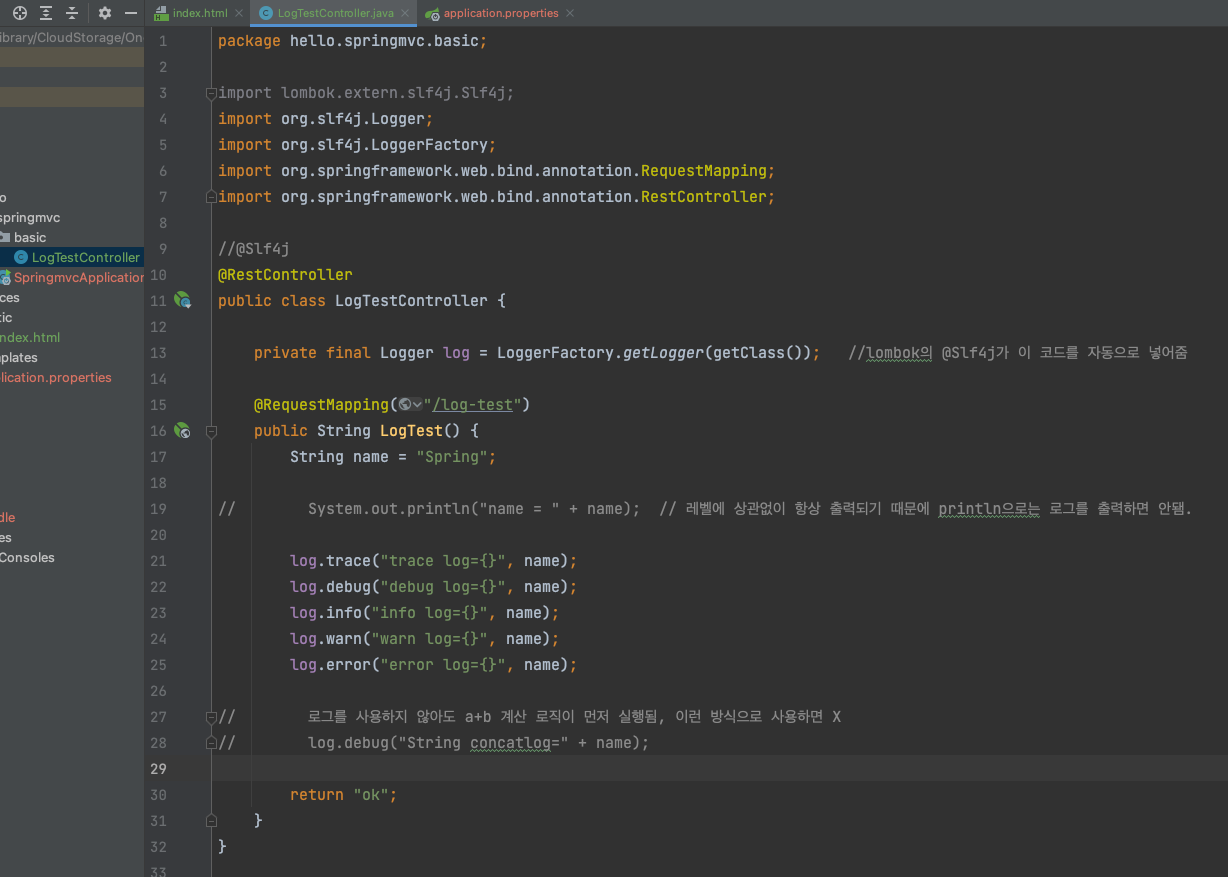 index.html
LogTestController.java
application.properties
ibrary/CloudStorage/On
o
springmvc
basic
LogTestController
SpringmvcApplication
ces
tic
ndex.html
nplates
lication.properties
dle
es
Consoles
1 package hello.springmvc.basic;
2
3 import lombok.extern.slf4j.Slf4j;
4 import org.slf4j.Logger;
5 import org.slf4j.LoggerFactory;
6 import org.springframework.web.bind.annotation.RequestMapping;
7 import org.springframework.web.bind.annotation.RestController;
8
9 //@Slf4j
10 @RestController
11 public class LogTestController {
12
13 private final Logger log = LoggerFactory.getLogger(getClass()); //lombok의 @Slf4j가 이 코드를 자동으로 넣어줌
14
15 @RequestMapping("/log-test")
16 public String LogTest() {
17 String name = "Spring";
18
19 // System.out.println("name = " + name); // 레벨에 상관없이 항상 출력되기 때문에 println으로는 로그를 출력하면 안됌.
20
21 log.trace("trace log={}", name);
22 log.debug("debug log={}", name);
23 log.info("info log={}", name);
24 log.warn("warn log={}", name);
25 log.error("error log={}", name);
26
27 // 로그를 사용하지 않아도 a+b 계산 로직이 먼저 실행됨, 이런 방식으로 사용하면 X
28 // log.debug("String concatlog=" + name);
29
30 return "ok";
31 }
32 }
33